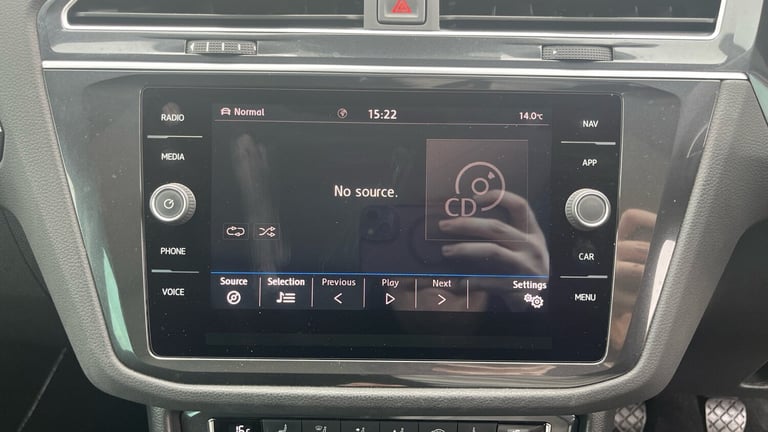 Normal 15:22 14.0°C
RADIO
MEDIA
PHONE
VOICE
No source.
CD
Source Selection Previous Play Next Settings
NAV
APP
CAR
MENU